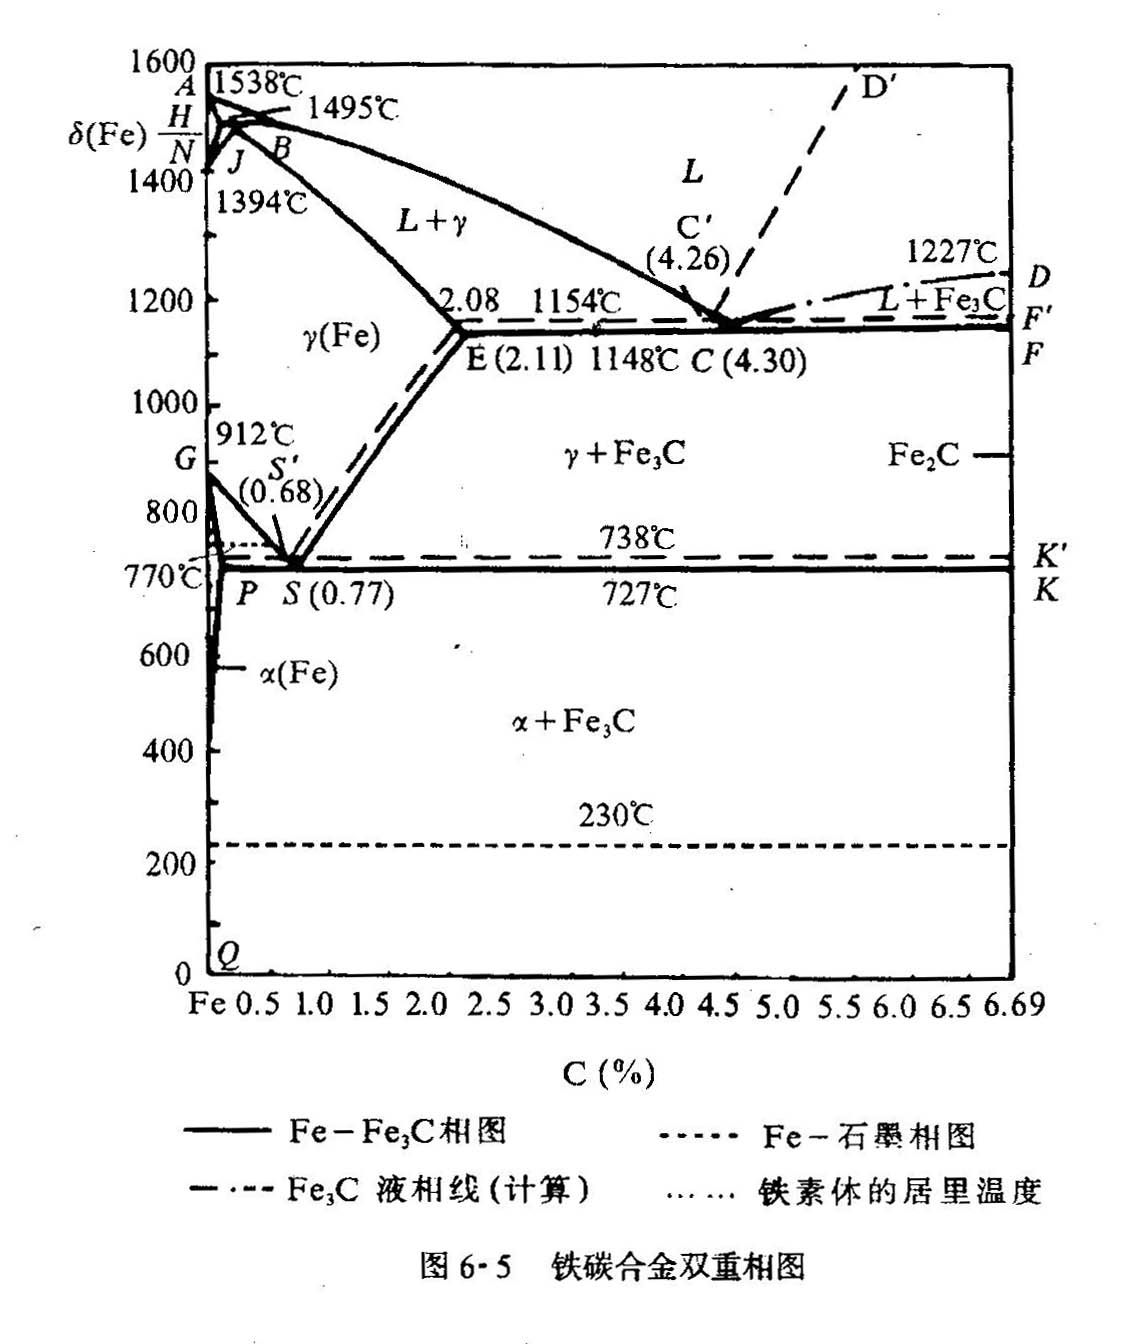 1600
A 1538℃
1495℃
D′
H
δ(Fe)
N J B
1400
1394℃
L
L+γ
C′
(4.26)
1227℃
D
1200
2.08 1154℃
L+Fe₃C
F′
γ(Fe)
E (2.11) 1148℃ C (4.30)
F
1000
912℃
G
S′
(0.68)
γ+Fe₃C
Fe₂C
800
738℃
K′
770℃
P S (0.77)
727℃
K
600
α(Fe)
α+Fe₃C
400
230℃
200
Q
0
Fe 0.5 1.0 1.5 2.0 2.5 3.0 3.5 4.0 4.5 5.0 5.5 6.0 6.5 6.69
C (%)
Fe-Fe₃C相图
Fe-石墨相图
Fe₃C 液相线(计算)
铁素体的居里温度
图 6-5 铁碳合金双重相图